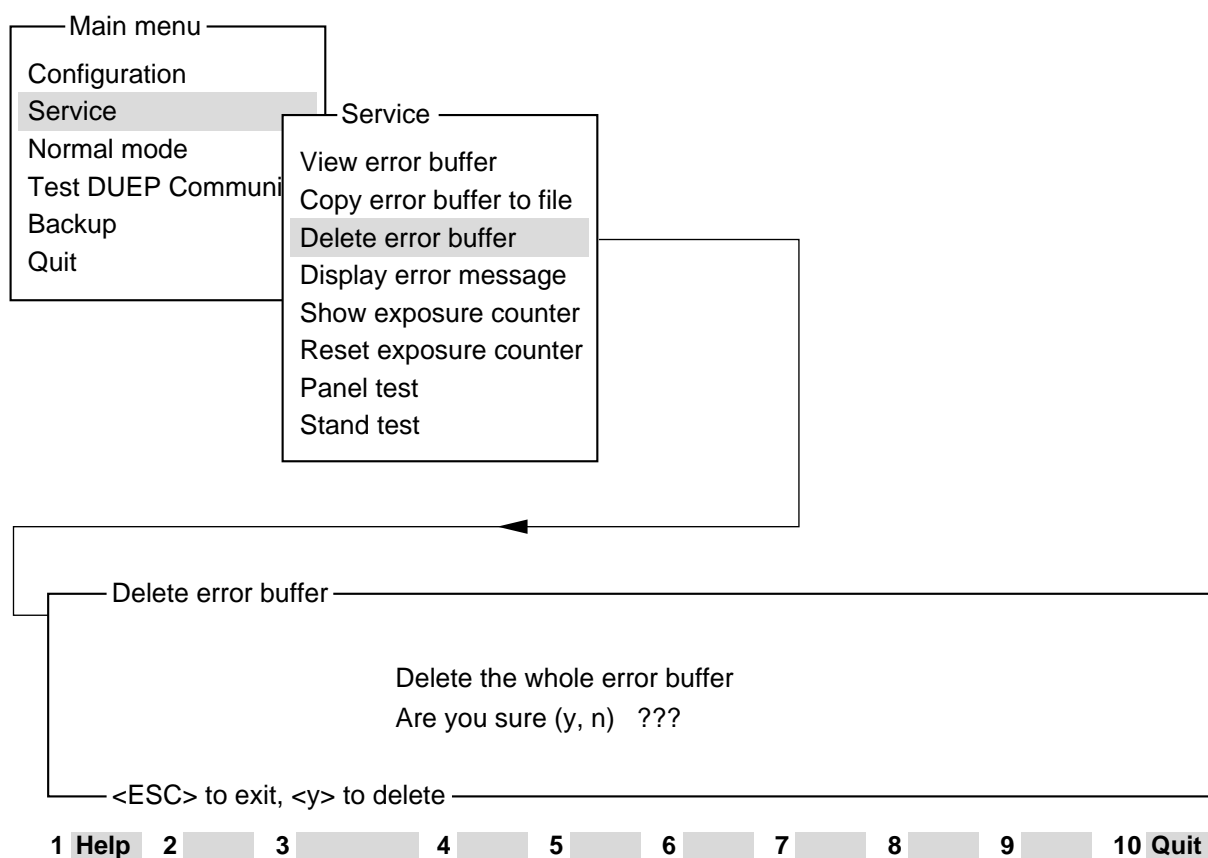 Main menu
Configuration
Service
Normal mode
Test DUEP Communi
Backup
Quit
Service
View error buffer
Copy error buffer to file
Delete error buffer
Display error message
Show exposure counter
Reset exposure counter
Panel test
Stand test
Delete error buffer
Delete the whole error buffer
Are you sure (y, n) ???
<ESC> to exit, <y> to delete
1 Help 2 3 4 5 6 7 8 9 10 Quit